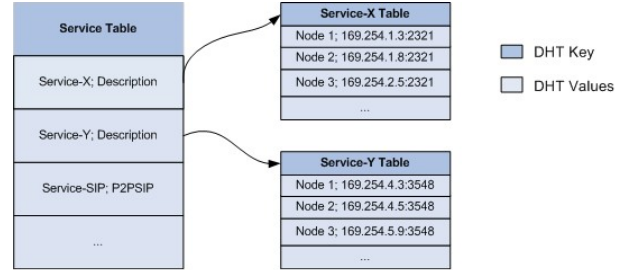 Service Table
Service-X; Description
Service-Y; Description
Service-SIP; P2PSIP
...
Service-X Table
Node 1; 169.254.1.3:2321
Node 2; 169.254.1.8:2321
Node 3; 169.254.2.5:2321
...
Service-Y Table
Node 1; 169.254.4.3:3548
Node 2; 169.254.4.5:3548
Node 3; 169.254.5.9:3548
...
DHT Key
DHT Values